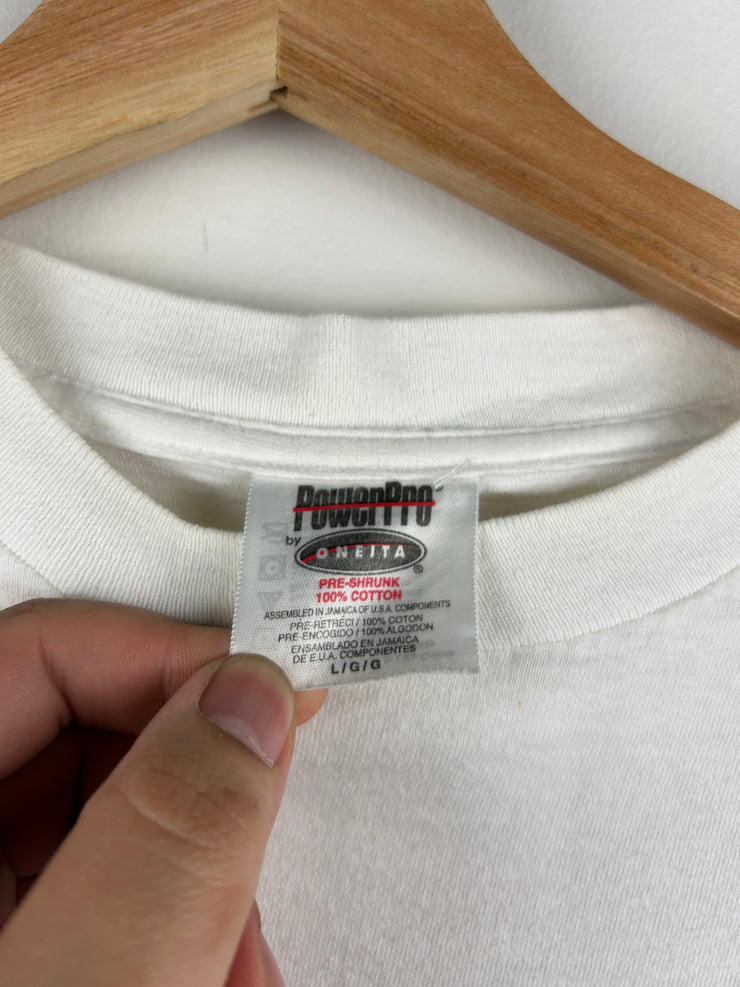 PowerPro
by ONEITA®
PRE-SHRUNK
100% COTTON
ASSEMBLED IN JAMAICA OF U.S.A. COMPONENTS
PRE-RETRECI / 100% COTON
PRE-ENCOGIDO / 100% ALGODON
ENSAMBLADO EN JAMAICA
DE E.U.A. COMPONENTES
L/G/G